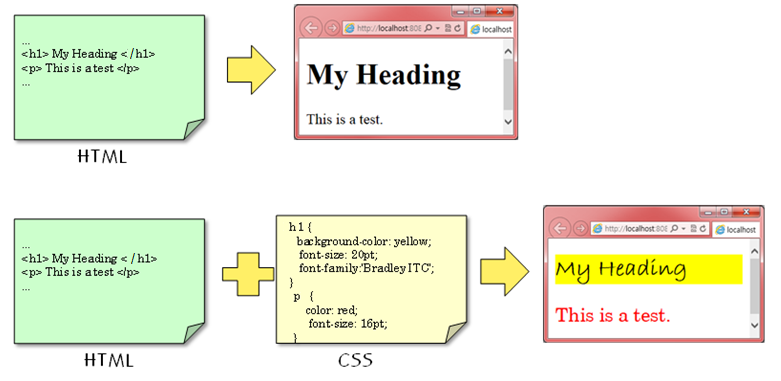 ...
<h1> My Heading </h1>
<p> This is a test </p>
...
HTML
http://localhost:808
localhost
My Heading
This is a test.
...
<h1> My Heading </h1>
<p> This is a test </p>
...
HTML
h1 {
background-color: yellow;
font-size: 20pt;
font-family:'Bradley ITC';
}
p {
color: red;
font-size: 16pt;
}
CSS
http://localhost:808
localhost
My Heading
This is a test.